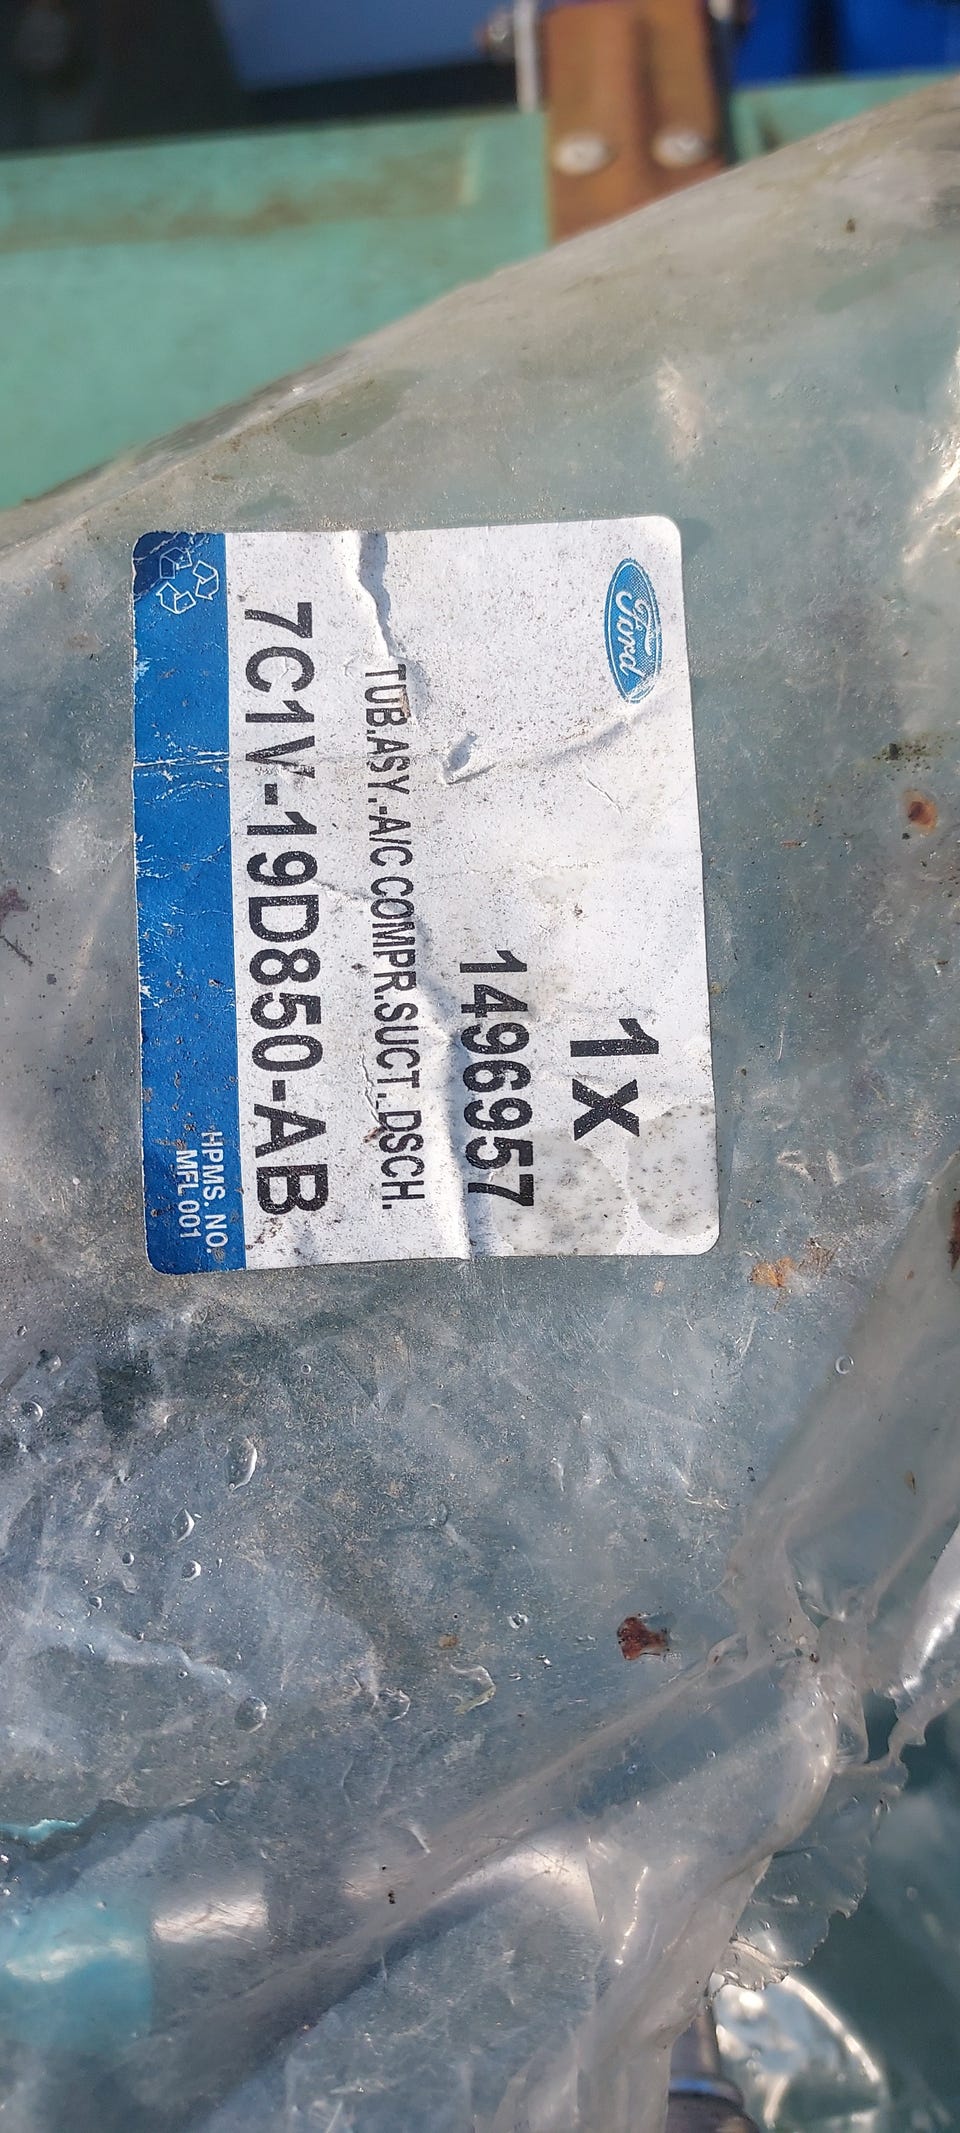 Ford
1x
1496957
TUB.ASY.-A/C COMPR.SUCT. DSCH.
7C1V-19D850-AB
HPMS. NO.
MFL 001